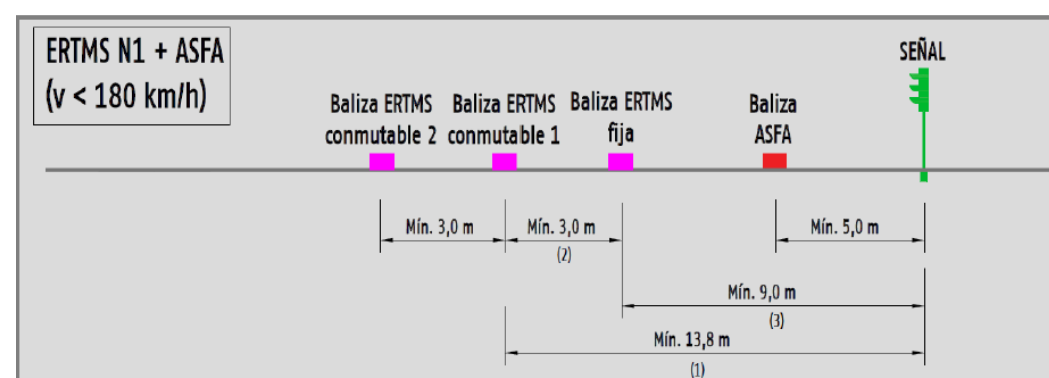 ERTMS N1 + ASFA
(v < 180 km/h)
SEÑAL
Baliza ERTMS
conmutable 2
Baliza ERTMS
conmutable 1
Baliza ERTMS
fija
Baliza
ASFA
Mín. 3,0 m
Mín. 3,0 m
(2)
Mín. 5,0 m
Mín. 9,0 m
(3)
Mín. 13,8 m
(1)